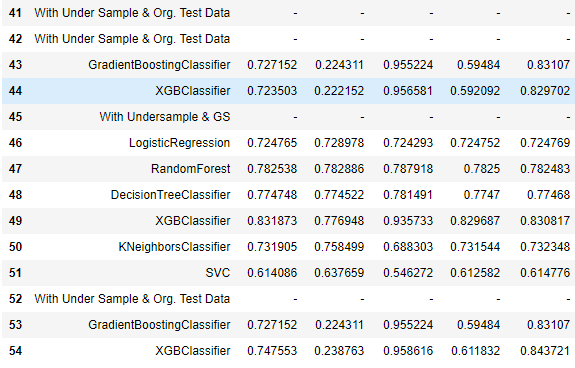 41 With Under Sample & Org. Test Data - - - - -
42 With Under Sample & Org. Test Data - - - - -
43 GradientBoostingClassifier 0.727152 0.224311 0.955224 0.59484 0.83107
44 XGBClassifier 0.723503 0.222152 0.956581 0.592092 0.829702
45 With Undersample & GS - - - - -
46 LogisticRegression 0.724765 0.728978 0.724293 0.724752 0.724769
47 RandomForest 0.782538 0.782886 0.787918 0.7825 0.782483
48 DecisionTreeClassifier 0.774748 0.774522 0.781491 0.7747 0.77468
49 XGBClassifier 0.831873 0.776948 0.935733 0.829687 0.830817
50 KNeighborsClassifier 0.731905 0.758499 0.688303 0.731544 0.732348
51 SVC 0.614086 0.637659 0.546272 0.612582 0.614776
52 With Under Sample & Org. Test Data - - - - -
53 GradientBoostingClassifier 0.727152 0.224311 0.955224 0.59484 0.83107
54 XGBClassifier 0.747553 0.238763 0.958616 0.611832 0.843721